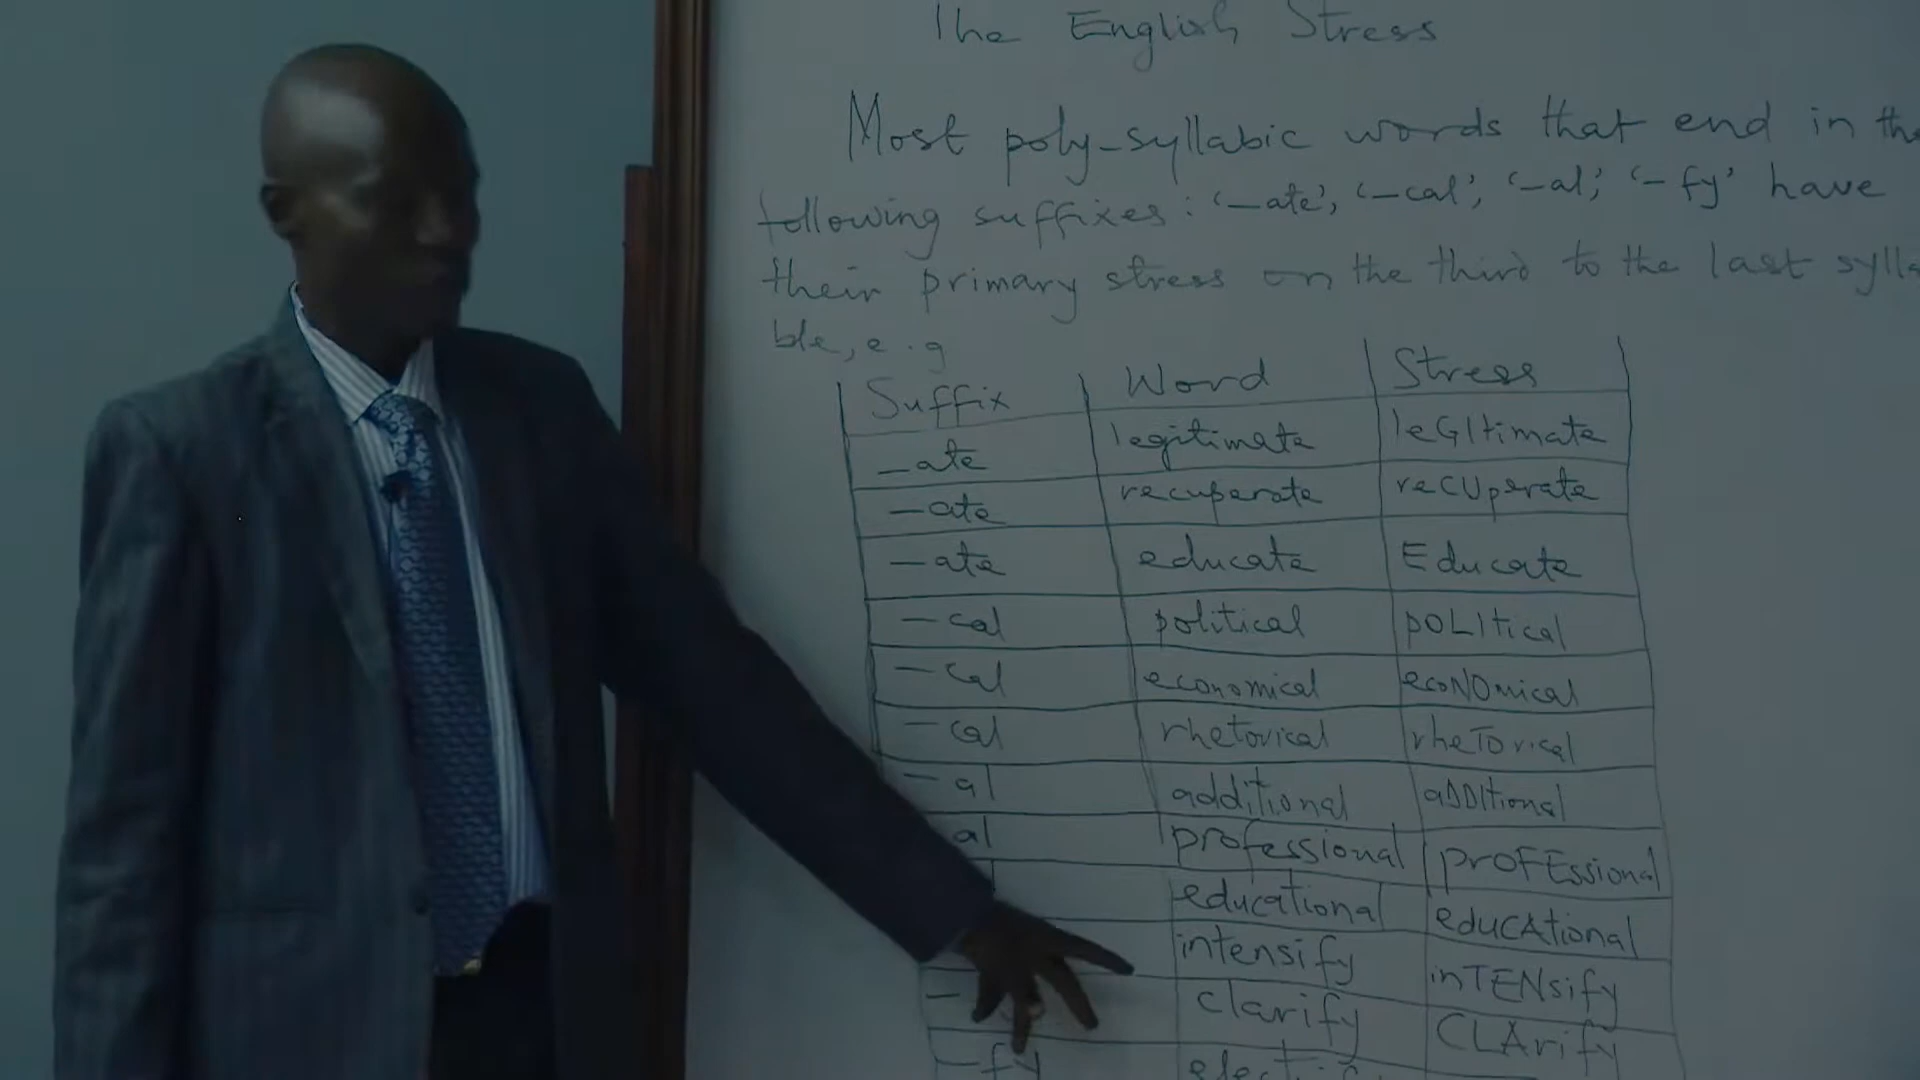 The English Stress
Most poly-syllabic words that end in the
following suffixes: '-ate', '-cal', '-al', '-fy' have
their primary stress on the third to the last sylla
ble, e.g
Suffix Word Stress
-ate legitimate leGItimate
-ate recuperate reCUperate
-ate educate Educate
-cal political poLItical
-cal economical ecoNOmical
-cal rhetorical rheTOrical
-al additional aDDItional
al professional proFEssional
educational eduCAtional
intensify inTENsify
clarify CLArify
-fy